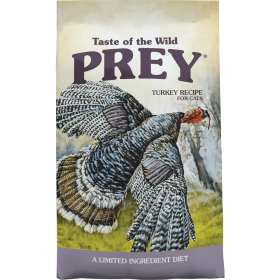 Taste of the Wild
PREY®
TURKEY RECIPE
FOR CATS
A LIMITED INGREDIENT DIET